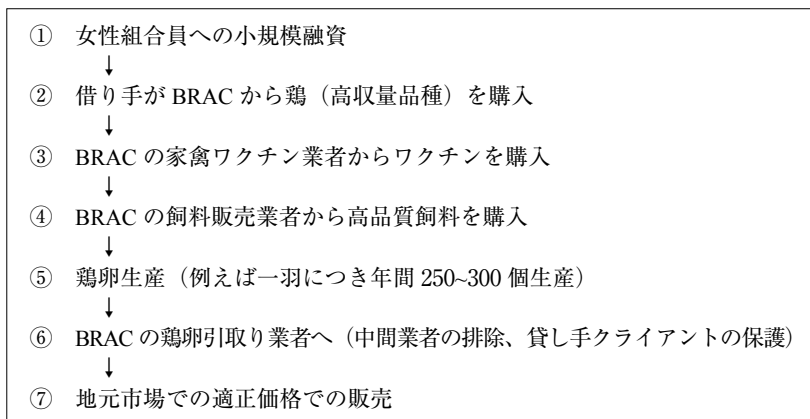 ① 女性組合員への小規模融資
↓
② 借り手が BRAC から鶏（高収量品種）を購入
↓
③ BRAC の家禽ワクチン業者からワクチンを購入
↓
④ BRAC の飼料販売業者から高品質飼料を購入
↓
⑤ 鶏卵生産（例えば一羽につき年間 250~300 個生産）
↓
⑥ BRAC の鶏卵引取り業者へ（中間業者の排除、貸し手クライアントの保護）
↓
⑦ 地元市場での適正価格での販売